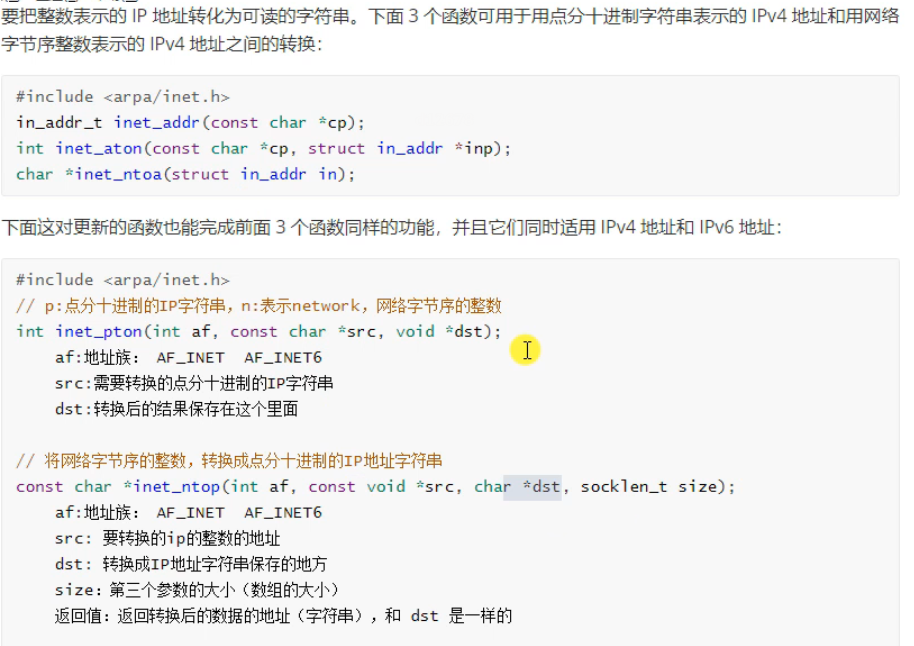 要把整数表示的 IP 地址转化为可读的字符串。下面 3 个函数可用于用点分十进制字符串表示的 IPv4 地址和用网络
字节序整数表示的 IPv4 地址之间的转换：
#include <arpa/inet.h>
in_addr_t inet_addr(const char *cp);
int inet_aton(const char *cp, struct in_addr *inp);
char *inet_ntoa(struct in_addr in);
下面这对更新的函数也能完成前面 3 个函数同样的功能，并且它们同时适用 IPv4 地址和 IPv6 地址：
#include <arpa/inet.h>
// p:点分十进制的IP字符串，n:表示network，网络字节序的整数
int inet_pton(int af, const char *src, void *dst);
af:地址族： AF_INET AF_INET6
src:需要转换的点分十进制的IP字符串
dst:转换后的结果保存在这个里面
// 将网络字节序的整数，转换成点分十进制的IP地址字符串
const char *inet_ntop(int af, const void *src, char *dst, socklen_t size);
af:地址族： AF_INET AF_INET6
src: 要转换的ip的整数的地址
dst: 转换成IP地址字符串保存的地方
size：第三个参数的大小（数组的大小）
返回值：返回转换后的数据的地址（字符串），和 dst 是一样的